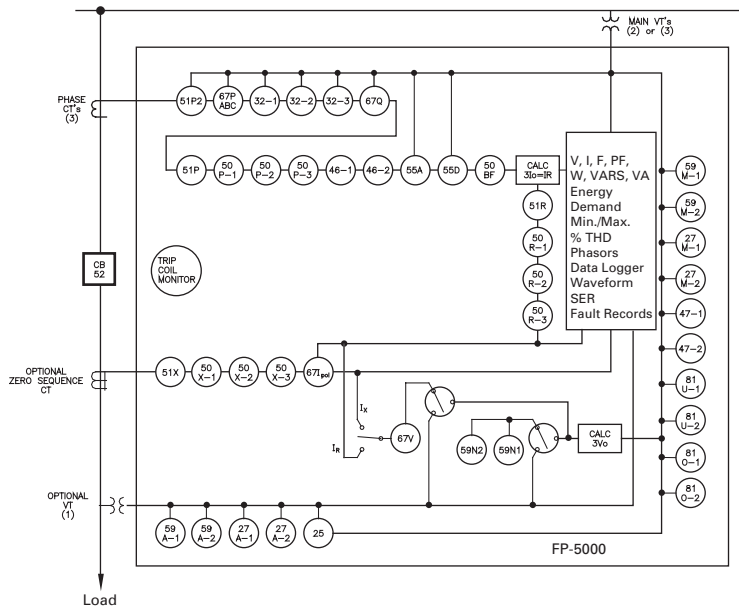 MAIN VT's
(2) or (3)
PHASE
CT's
(3)
51P2
67P
ABC
32-1
32-2
32-3
67Q
51P
50
P-1
50
P-2
50
P-3
46-1
46-2
55A
55D
50
BF
CALC
3Io=IR
V, I, F, PF,
W, VARS, VA
Energy
Demand
Min./Max.
% THD
Phasors
Data Logger
Waveform
SER
Fault Records
51R
50
R-1
50
R-2
50
R-3
59
M-1
59
M-2
27
M-1
27
M-2
47-1
47-2
81
U-1
81
U-2
81
O-1
81
O-2
CB
52
TRIP
COIL
MONITOR
OPTIONAL
ZERO SEQUENCE
CT
51X
50
X-1
50
X-2
50
X-3
67Ipol
IX
IR
67V
59N2
59N1
CALC
3Vo
OPTIONAL
VT
(1)
59
A-1
59
A-2
27
A-1
27
A-2
25
FP-5000
Load